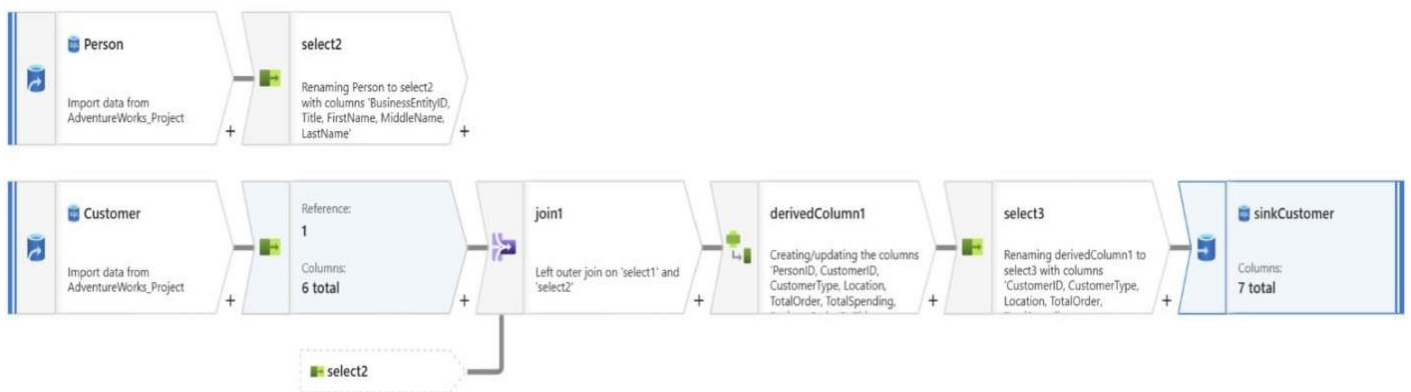 Person
Import data from
AdventureWorks_Project
+
select2
Renaming Person to select2
with columns 'BusinessEntityID,
Title, FirstName, MiddleName,
LastName'
+
Customer
Import data from
AdventureWorks_Project
+
Reference:
1
Columns:
6 total
+
join1
Left outer join on 'select1' and
'select2'
+
derivedColumn1
Creating/updating the columns
'PersonID, CustomerID,
CustomerType, Location,
TotalOrder, TotalSpending,
+
select3
Renaming derivedColumn1 to
select3 with columns
'CustomerID, CustomerType,
Location, TotalOrder,
+
sinkCustomer
Columns:
7 total
select2